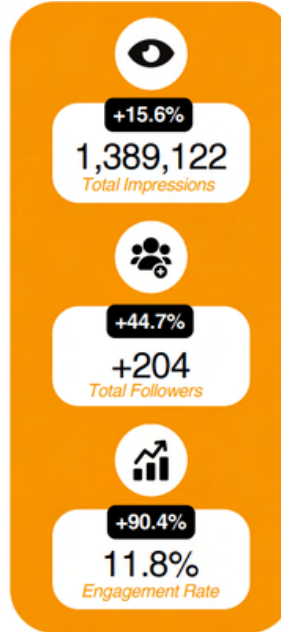 +15.6%
1,389,122
Total Impressions
+44.7%
+204
Total Followers
+90.4%
11.8%
Engagement Rate